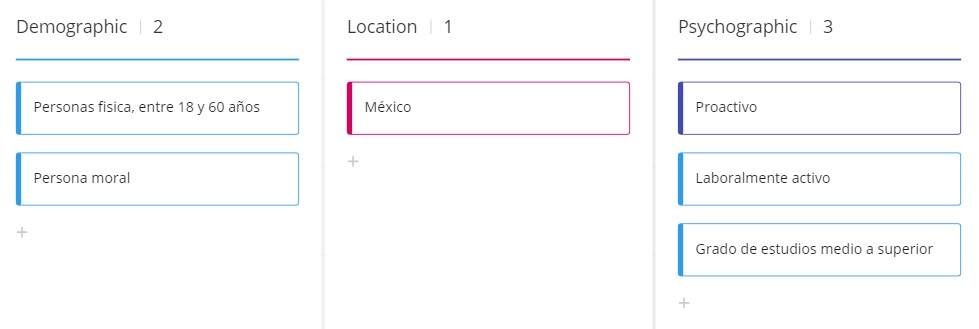 Demographic | 2
Personas fisica, entre 18 y 60 años
Persona moral
+
Location | 1
México
+
Psychographic | 3
Proactivo
Laboralmente activo
Grado de estudios medio a superior
+